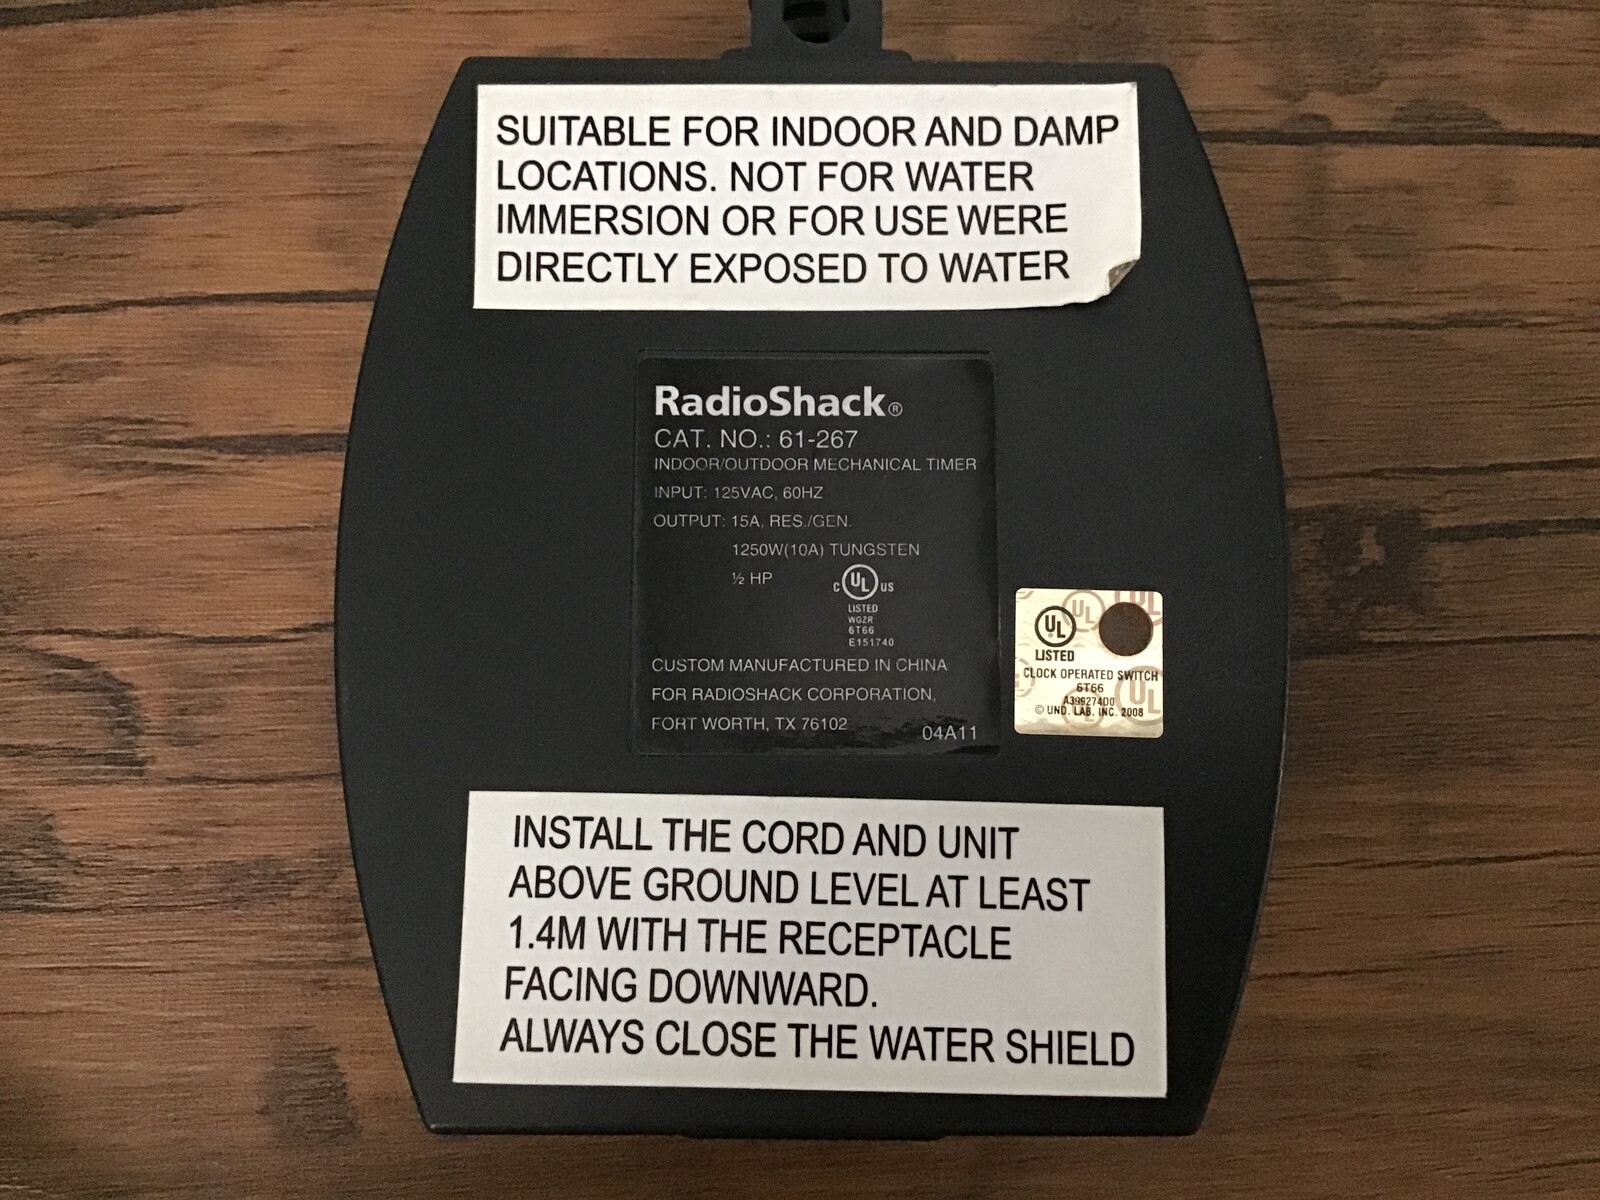 SUITABLE FOR INDOOR AND DAMP
LOCATIONS. NOT FOR WATER
IMMERSION OR FOR USE WERE
DIRECTLY EXPOSED TO WATER
RadioShack®
CAT. NO.: 61-267
INDOOR/OUTDOOR MECHANICAL TIMER
INPUT: 125VAC, 60HZ
OUTPUT: 15A, RES./GEN.
1250W(10A) TUNGSTEN
½ HP
C UL US
LISTED
WGZR
6T66
E151740
CUSTOM MANUFACTURED IN CHINA
FOR RADIOSHACK CORPORATION,
FORT WORTH, TX 76102
04A11
UL
LISTED
CLOCK OPERATED SWITCH
6T66
A39927400
© UND. LAB. INC. 2008
INSTALL THE CORD AND UNIT
ABOVE GROUND LEVEL AT LEAST
1.4M WITH THE RECEPTACLE
FACING DOWNWARD.
ALWAYS CLOSE THE WATER SHIELD